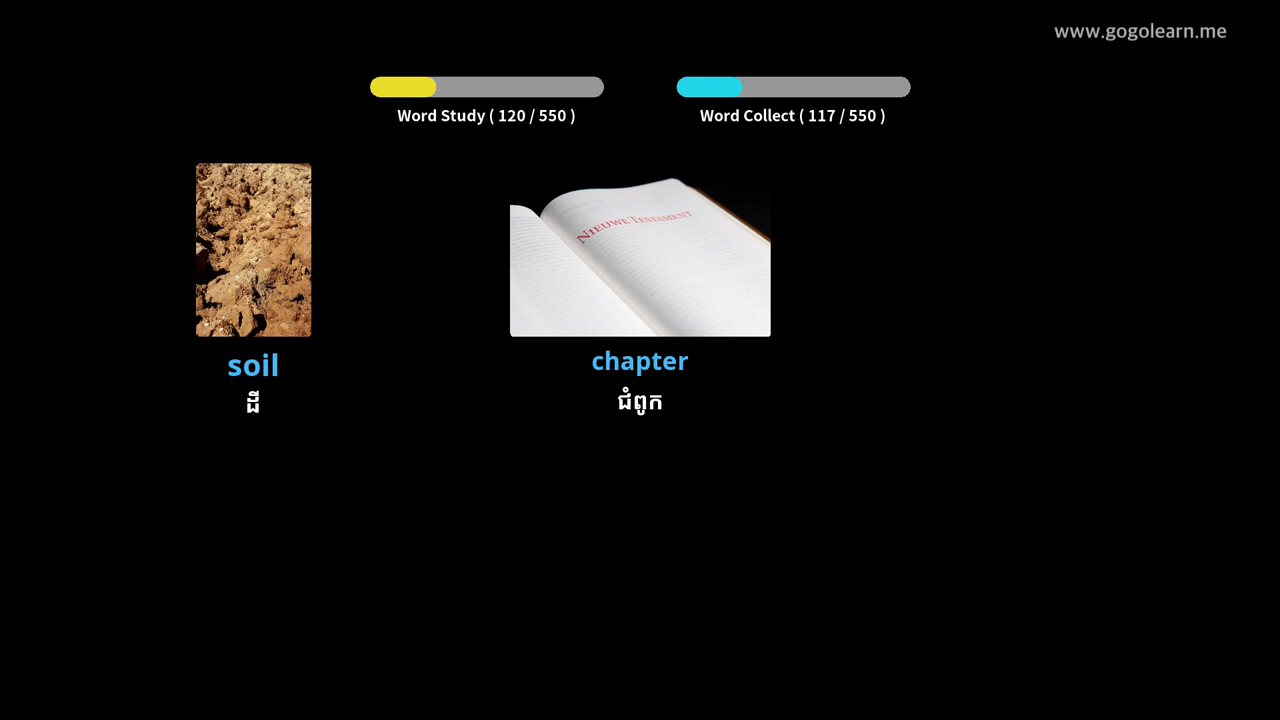 www.gogolearn.me
Word Study ( 120 / 550 )
Word Collect ( 117 / 550 )
NIEUWE TESTAMENT
soil
ដី
chapter
ជំពូក